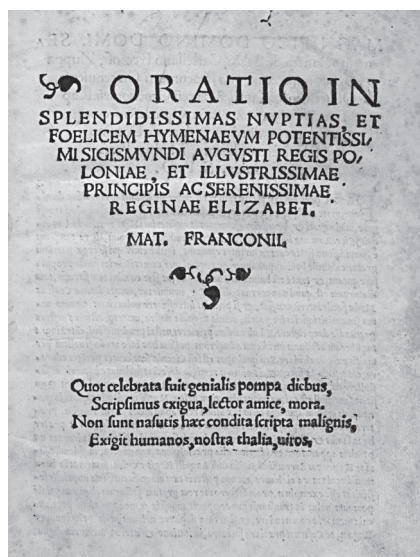 ORATIO IN
SPLENDIDISSIMAS NVPTIAS, ET
FOELICEM HYMENAEVM POTENTISSI,
MI SIGISMVNDI AVGVSTI REGIS PO,
LONIAE, ET ILLVSTRISSIMAE
PRINCIPIS AC SERENISSIMAE
REGINAE ELIZABET.
MAT. FRANCONII.
Quot celebrata fuit genialis pompa diebus,
Scripsimus exigua, lector amice, mora.
Non sunt nasutis hæc condita scripta malignis,
Exigit humanos, nostra thalia, uiros.